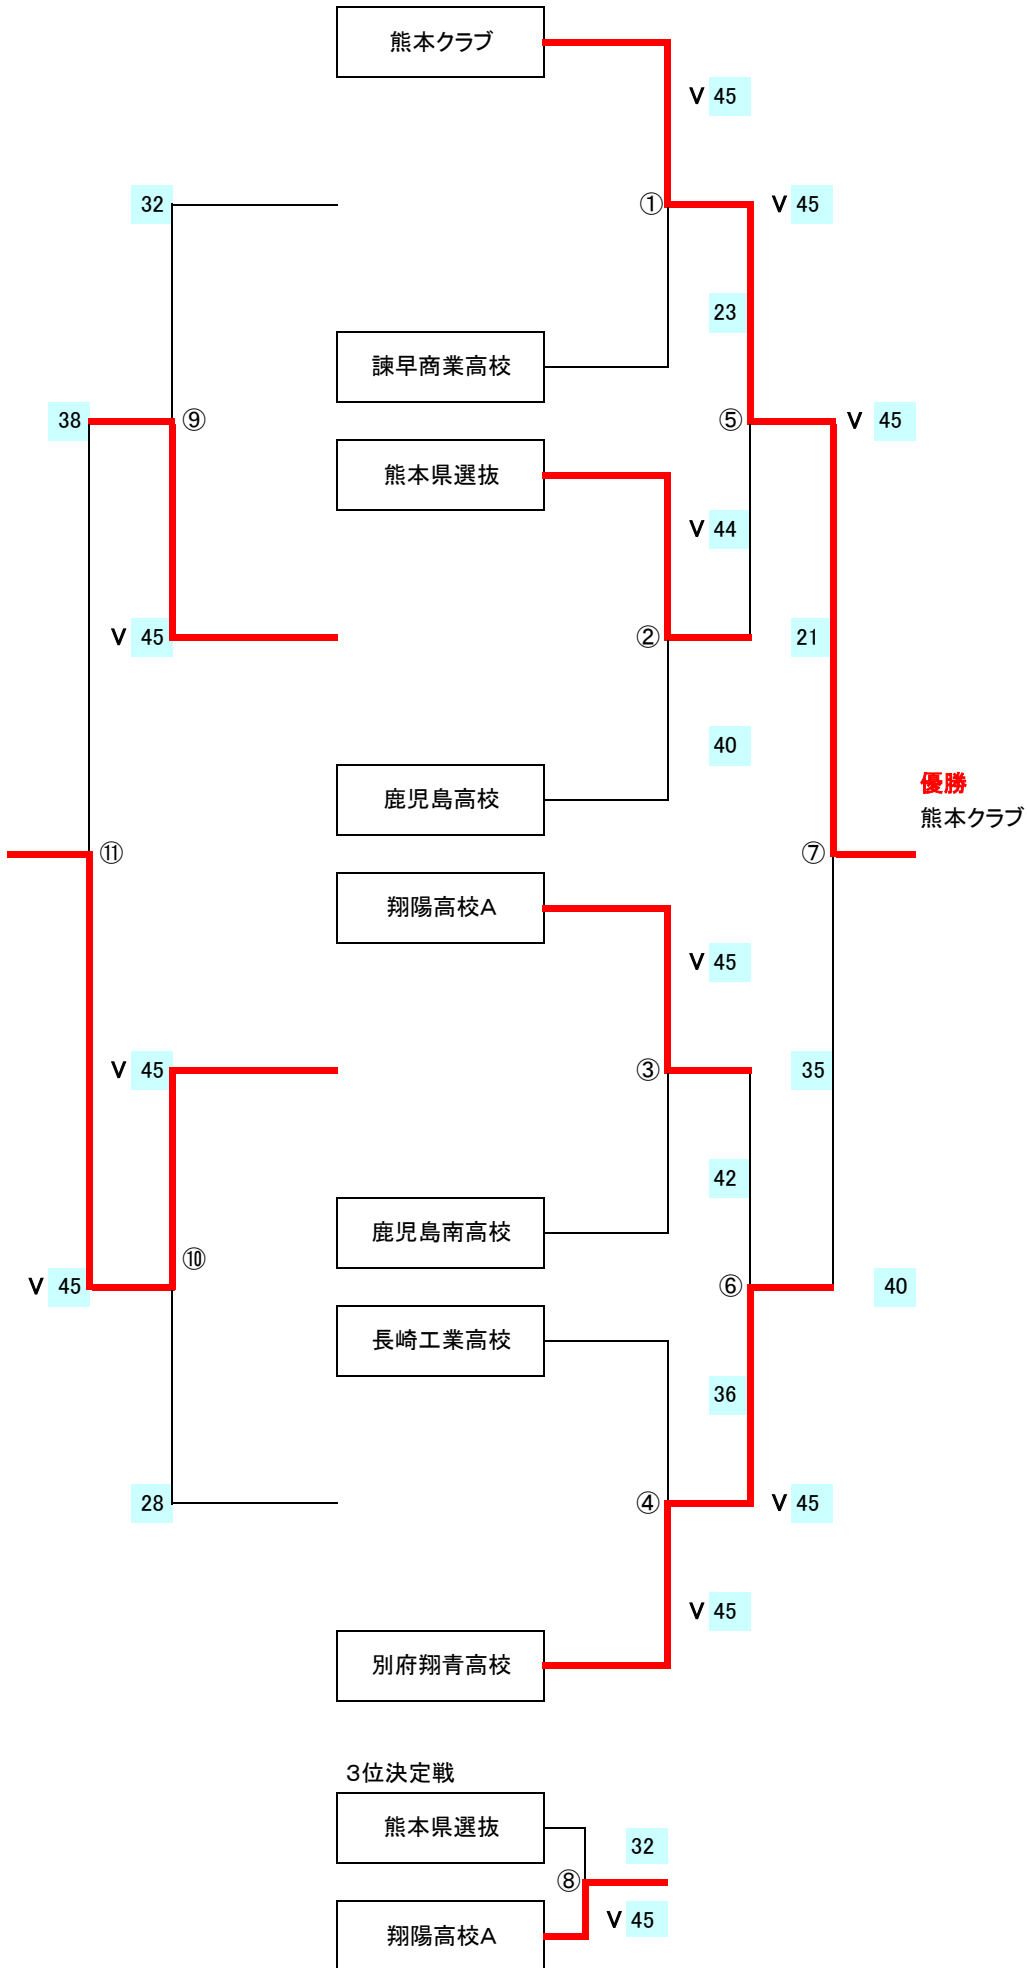 熊本クラブ
V 45
32
①
V 45
23
諫早商業高校
38
⑨
⑤
V 45
熊本県選抜
V 44
V 45
②
21
40
優勝
鹿児島高校
熊本クラブ
⑪
⑦
翔陽高校A
V 45
V 45
③
35
42
鹿児島南高校
⑩
V 45
⑥
40
長崎工業高校
36
28
④
V 45
V 45
別府翔青高校
3位決定戦
熊本県選抜
32
⑧
V 45
翔陽高校A